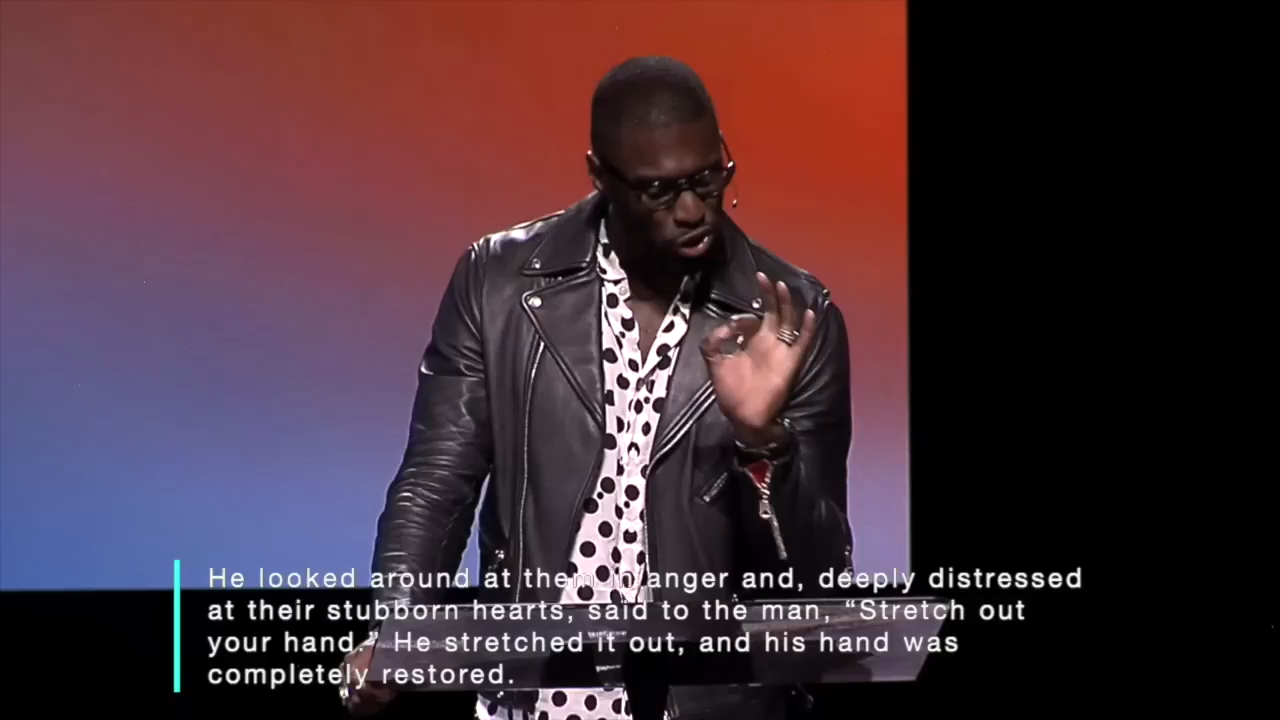 He looked around at them in anger and, deeply distressed
at their stubborn hearts, said to the man, “Stretch out
your hand.” He stretched it out, and his hand was
completely restored.